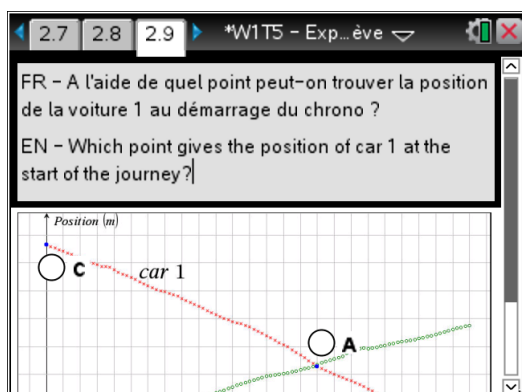 2.7 2.8 2.9 *W1T5 – Exp…ève
FR – A l'aide de quel point peut-on trouver la position
de la voiture 1 au démarrage du chrono ?
EN – Which point gives the position of car 1 at the
start of the journey?
Position (m)
C car 1
A